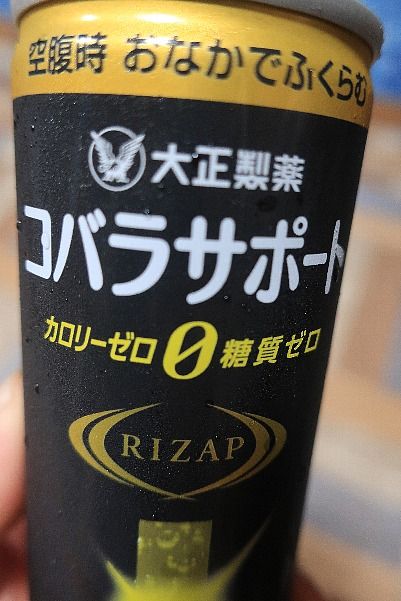 空腹時 おなかでふくらむ
大正製薬
コバラサポート
カロリーゼロ 0 糖質ゼロ
RIZAP